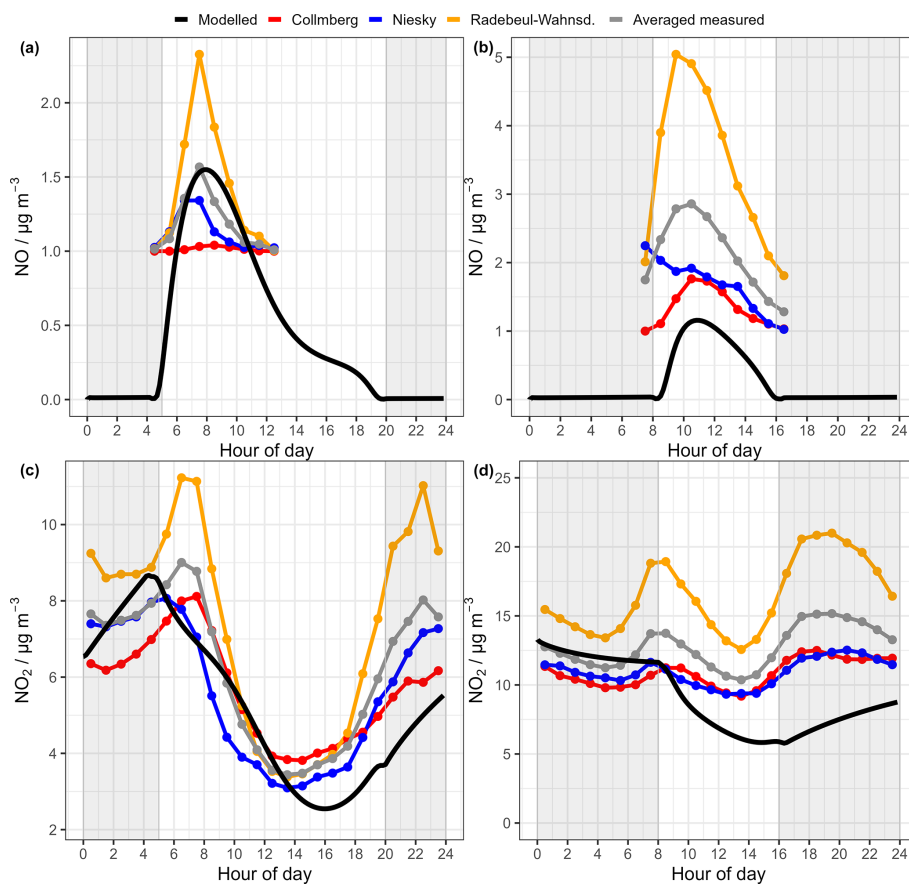 Modelled Collmberg Niesky Radebeul-Wahnsd. Averaged measured
(a)
NO / µg m⁻³
2.0
1.5
1.0
0.5
0.0
0 2 4 6 8 10 12 14 16 18 20 22 24
Hour of day
(b)
NO / µg m⁻³
5
4
3
2
1
0
0 2 4 6 8 10 12 14 16 18 20 22 24
Hour of day
(c)
NO₂ / µg m⁻³
10
8
6
4
2
0 2 4 6 8 10 12 14 16 18 20 22 24
Hour of day
(d)
NO₂ / µg m⁻³
25
20
15
10
5
0
0 2 4 6 8 10 12 14 16 18 20 22 24
Hour of day